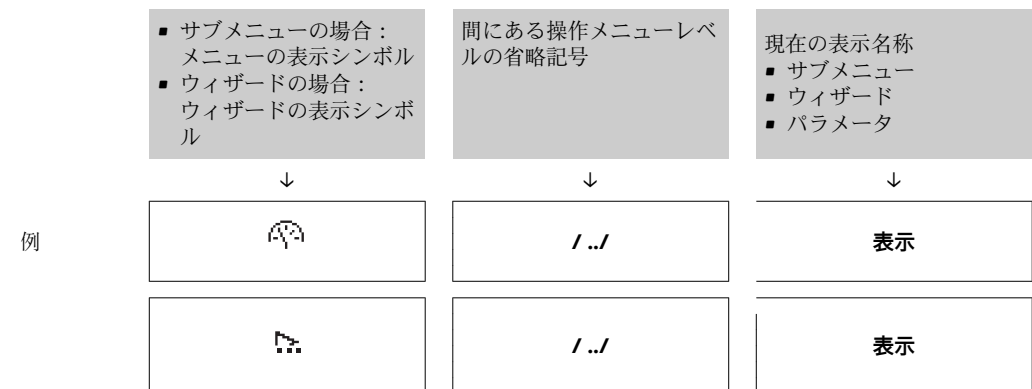 ▪ サブメニューの場合：
メニューの表示シンボル
▪ ウィザードの場合：
ウィザードの表示シンボ
ル
間にある操作メニューレベ
ルの省略記号
現在の表示名称
▪ サブメニュー
▪ ウィザード
▪ パラメータ
↓ ↓ ↓
例 / ../ 表示
/ ../ 表示